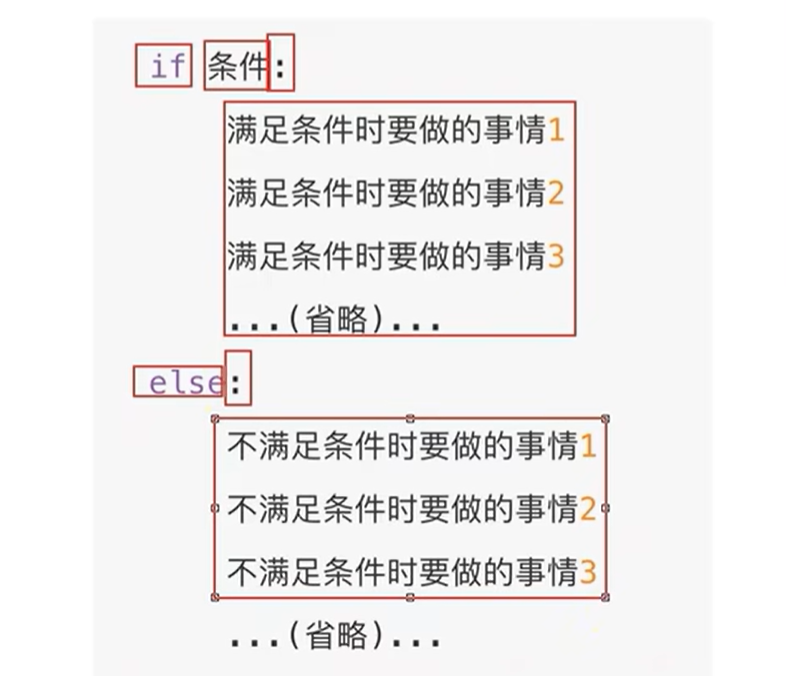 if 条件:
满足条件时要做的事情1
满足条件时要做的事情2
满足条件时要做的事情3
...(省略)...
else:
不满足条件时要做的事情1
不满足条件时要做的事情2
不满足条件时要做的事情3
...(省略)...